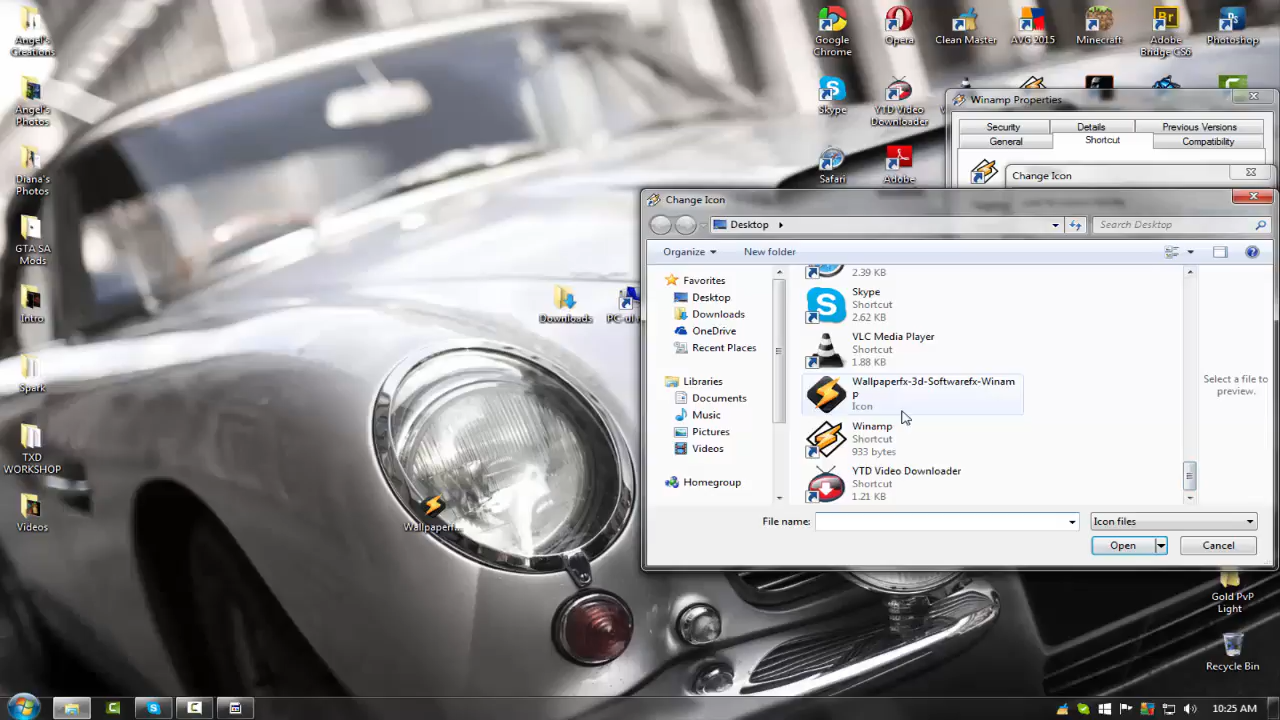 Angel's
Creations
Angel's
Photos
Diana's
Photos
GTA SA
Mods
Intro
Spark
TXD
WORKSHOP
Videos
Downloads
Wallpaperf...
Google
Chrome
Opera
Clean Master
AVG 2015
Minecraft
Adobe
Bridge CS6
Photoshop
Skype
YTD Video
Downloader
Safari
Adobe
Winamp Properties
Security
Details
Previous Versions
General
Shortcut
Compatibility
Change Icon
Change Icon
Desktop
Search Desktop
Organize
New folder
Favorites
Desktop
Downloads
OneDrive
Recent Places
Libraries
Documents
Music
Pictures
Videos
Homegroup
2.39 KB
Skype
Shortcut
2.62 KB
VLC Media Player
Shortcut
1.88 KB
Wallpaperfx-3d-Softwarefx-Winam
p
Icon
Winamp
Shortcut
933 bytes
YTD Video Downloader
Shortcut
1.21 KB
Select a file to
preview.
File name:
Icon files
Open
Cancel
Gold PvP
Light
Recycle Bin
10:25 AM